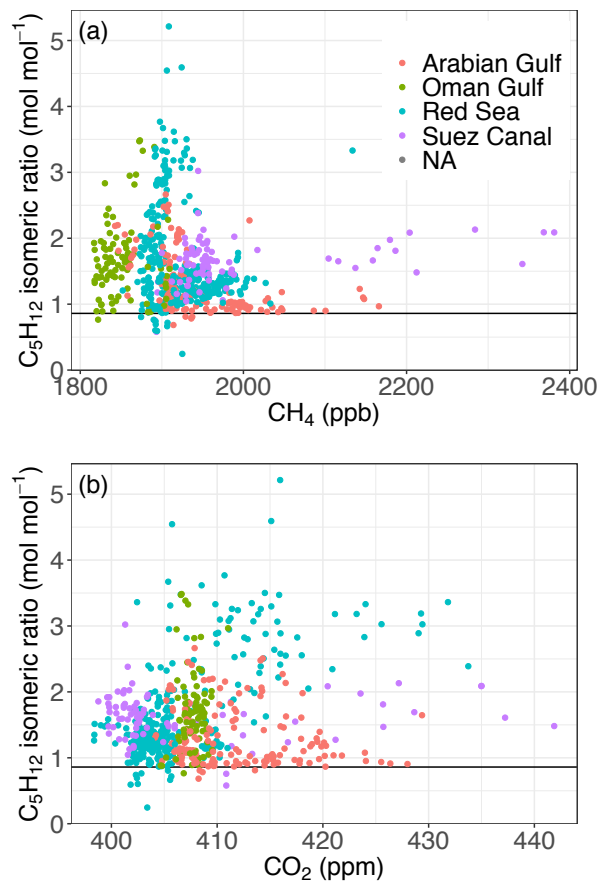 (a)
Arabian Gulf
Oman Gulf
Red Sea
Suez Canal
NA
C₅H₁₂ isomeric ratio (mol mol⁻¹)
5
4
3
2
1
0
1800 2000 2200 2400
CH₄ (ppb)
(b)
C₅H₁₂ isomeric ratio (mol mol⁻¹)
5
4
3
2
1
0
400 410 420 430 440
CO₂ (ppm)